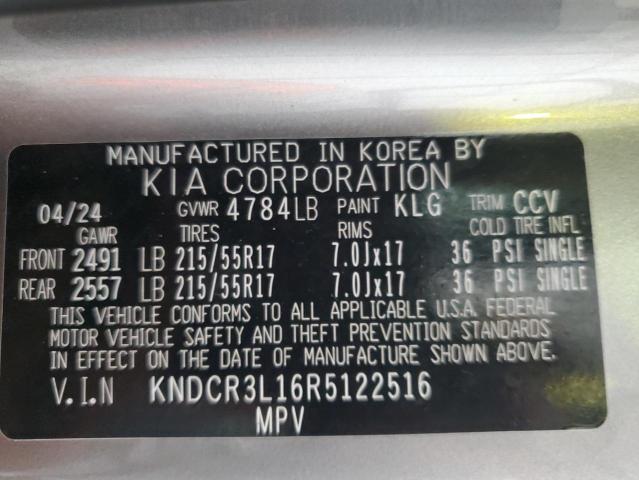 MANUFACTURED IN KOREA BY
KIA CORPORATION
04/24 GVWR 4784LB PAINT KLG TRIM CCV
GAWR TIRES RIMS COLD TIRE INFL
FRONT 2491 LB 215/55R17 7.0Jx17 36 PSI SINGLE
REAR 2557 LB 215/55R17 7.0Jx17 36 PSI SINGLE
THIS VEHICLE CONFORMS TO ALL APPLICABLE U.S.A. FEDERAL
MOTOR VEHICLE SAFETY AND THEFT PREVENTION STANDARDS
IN EFFECT ON THE DATE OF MANUFACTURE SHOWN ABOVE.
V.I.N KNDCR3L16R5122516
MPV